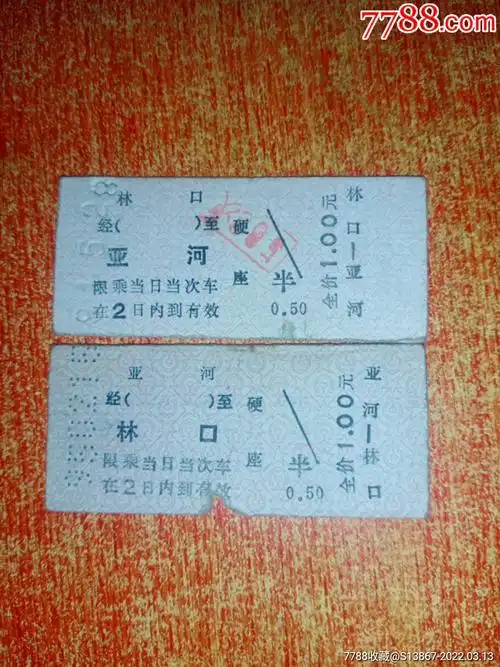 7788.com
林口
经( )至 硬
亚河
座 半
限乘当日当次车
在2日内到有效
0.50
全价1.00元
林口—亚河
亚河
经( )至 硬
林口
座 半
限乘当日当次车
在2日内到有效
0.50
全价1.00元
亚河—林口
7788收藏@S13867-2022.03.13